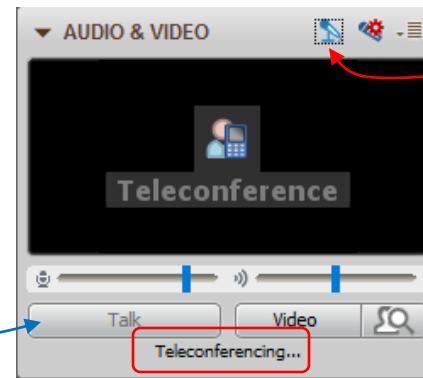 AUDIO & VIDEO
Teleconference
Talk
Video
Teleconferencing...